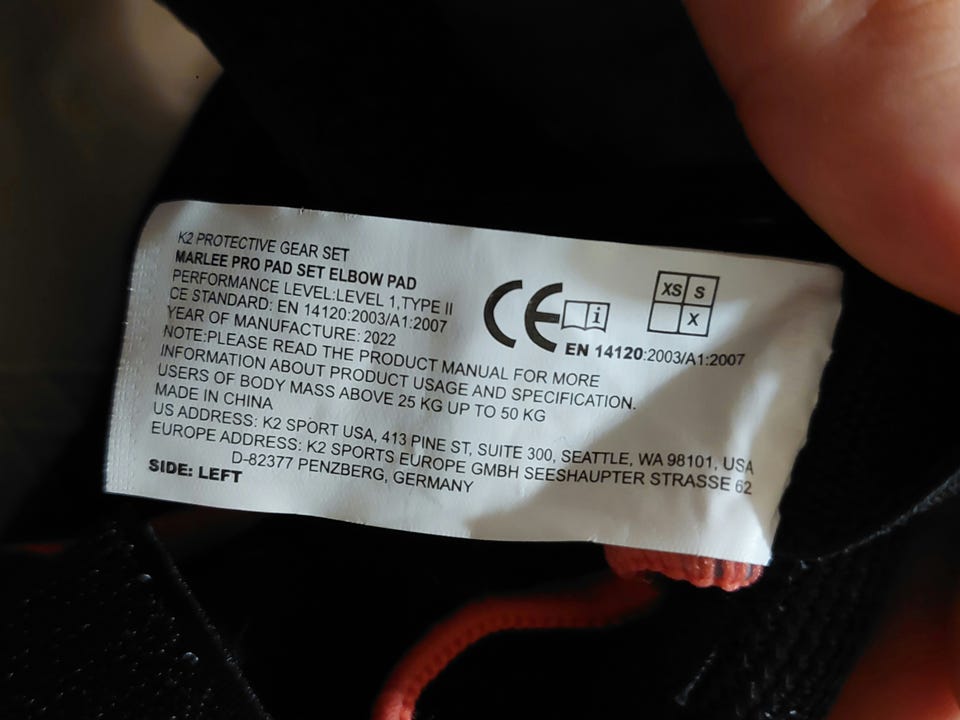 K2 PROTECTIVE GEAR SET
MARLEE PRO PAD SET ELBOW PAD
PERFORMANCE LEVEL:LEVEL 1,TYPE II
CE STANDARD: EN 14120:2003/A1:2007
YEAR OF MANUFACTURE: 2022
NOTE:PLEASE READ THE PRODUCT MANUAL FOR MORE
INFORMATION ABOUT PRODUCT USAGE AND SPECIFICATION.
USERS OF BODY MASS ABOVE 25 KG UP TO 50 KG
MADE IN CHINA
US ADDRESS: K2 SPORT USA, 413 PINE ST, SUITE 300, SEATTLE, WA 98101, USA
EUROPE ADDRESS: K2 SPORTS EUROPE GMBH SEESHAUPTER STRASSE 62
D-82377 PENZBERG, GERMANY
SIDE: LEFT
CE i
EN 14120:2003/A1:2007
XS S
X